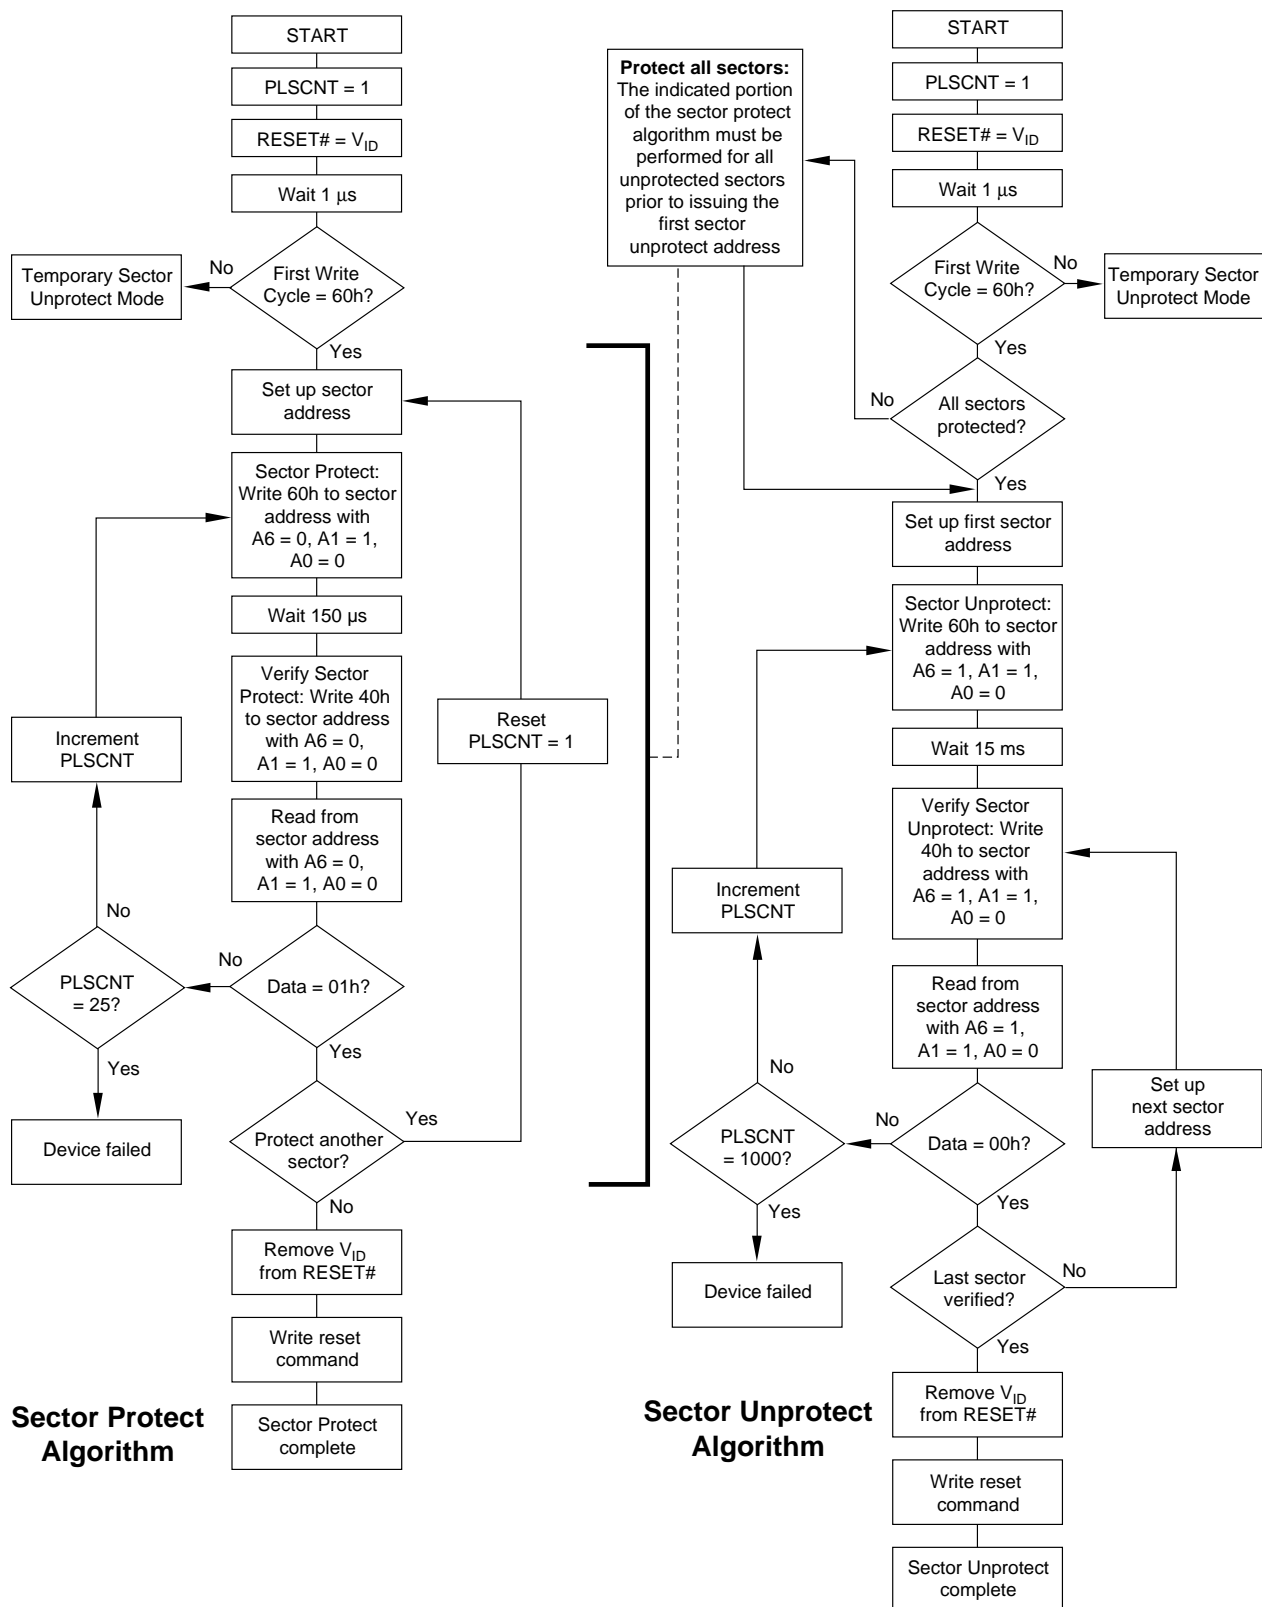 START
PLSCNT = 1
RESET# = VID
Wait 1 μs
First Write
Cycle = 60h?
No
Temporary Sector
Unprotect Mode
Yes
Set up sector
address
Sector Protect:
Write 60h to sector
address with
A6 = 0, A1 = 1,
A0 = 0
Wait 150 µs
Verify Sector
Protect: Write 40h
to sector address
with A6 = 0,
A1 = 1, A0 = 0
Increment
PLSCNT
Reset
PLSCNT = 1
Read from
sector address
with A6 = 0,
A1 = 1, A0 = 0
No
PLSCNT
= 25?
No
Data = 01h?
Yes
Yes
Device failed
Protect another
sector?
Yes
No
Remove VID
from RESET#
Write reset
command
Sector Protect
complete
Sector Protect
Algorithm
Protect all sectors:
The indicated portion
of the sector protect
algorithm must be
performed for all
unprotected sectors
prior to issuing the
first sector
unprotect address
START
PLSCNT = 1
RESET# = VID
Wait 1 μs
First Write
Cycle = 60h?
No
Temporary Sector
Unprotect Mode
Yes
No
All sectors
protected?
Yes
Set up first sector
address
Sector Unprotect:
Write 60h to sector
address with
A6 = 1, A1 = 1,
A0 = 0
Wait 15 ms
Verify Sector
Unprotect: Write
40h to sector
address with
A6 = 1, A1 = 1,
A0 = 0
Increment
PLSCNT
Read from
sector address
with A6 = 1,
A1 = 1, A0 = 0
No
Set up
next sector
address
PLSCNT
= 1000?
No
Data = 00h?
Yes
Yes
Device failed
Last sector
verified?
No
Yes
Remove VID
from RESET#
Write reset
command
Sector Unprotect
complete
Sector Unprotect
Algorithm